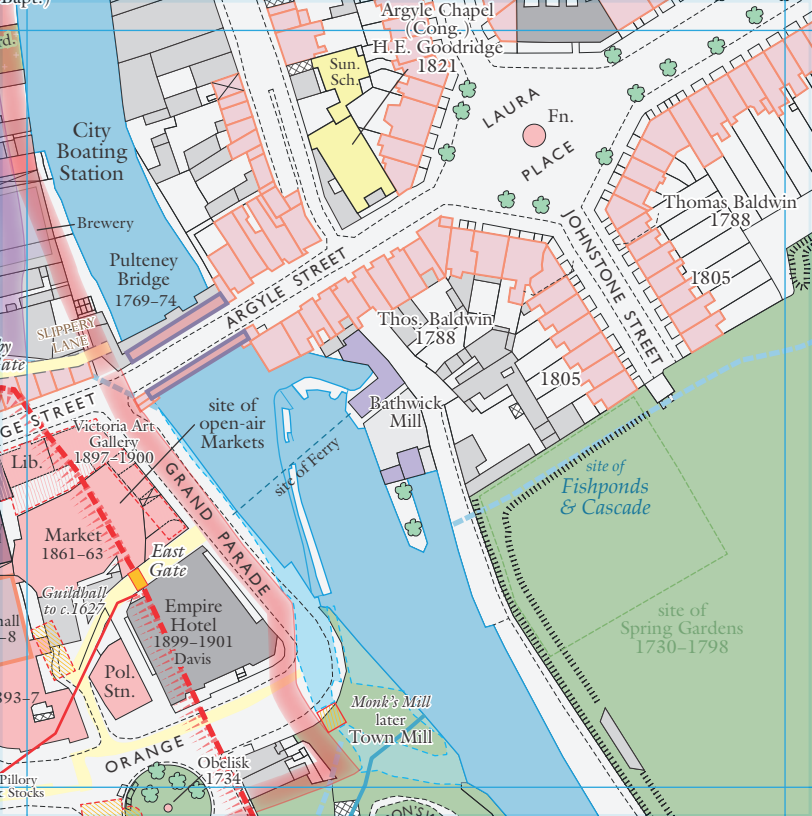 Argyle Chapel
(Cong.)
H.E. Goodridge
1821
Sun.
Sch.
LAURA
PLACE
Fn.
City
Boating
Station
Brewery
Pulteney
Bridge
1769–74
SLIPPERY
LANE
ARGYLE STREET
JOHNSTONE STREET
Thomas Baldwin
1788
1805
Thos. Baldwin
1788
1805
Bathwick
Mill
GE STREET
Victoria Art
Gallery
1897–1900
Lib.
site of
open-air
Markets
site of Ferry
GRAND PARADE
Market
1861–63
East
Gate
Guildhall
to c.1627
Empire
Hotel
1899–1901
Davis
Pol.
Stn.
893–7
site of
Fishponds
& Cascade
site of
Spring Gardens
1730–1798
Monk's Mill
later
Town Mill
ORANGE
Obelisk
1734
Pillory
Stocks